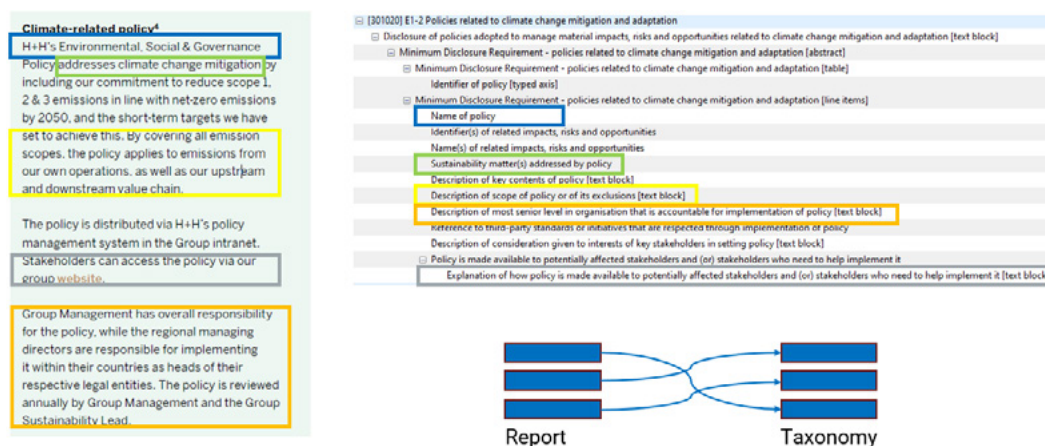 Climate-related policy⁴
H+H's Environmental, Social & Governance
Policy addresses climate change mitigation by
including our commitment to reduce scope 1,
2 & 3 emissions in line with net-zero emissions
by 2050, and the short-term targets we have
set to achieve this. By covering all emission
scopes, the policy applies to emissions from
our own operations, as well as our upstream
and downstream value chain.
The policy is distributed via H+H's policy
management system in the Group intranet.
Stakeholders can access the policy via our
group website.
Group Management has overall responsibility
for the policy, while the regional managing
directors are responsible for implementing
it within their countries as heads of their
respective legal entities. The policy is reviewed
annually by Group Management and the Group
Sustainability Lead.
[301020] E1-2 Policies related to climate change mitigation and adaptation
Disclosure of policies adopted to manage material impacts, risks and opportunities related to climate change mitigation and adaptation [text block]
Minimum Disclosure Requirement - policies related to climate change mitigation and adaptation [abstract]
Minimum Disclosure Requirement - policies related to climate change mitigation and adaptation [table]
Identifier of policy [typed axis]
Minimum Disclosure Requirement - policies related to climate change mitigation and adaptation [line items]
Name of policy
Identifier(s) of related impacts, risks and opportunities
Name(s) of related impacts, risks and opportunities
Sustainability matter(s) addressed by policy
Description of key contents of policy [text block]
Description of scope of policy or of its exclusions [text block]
Description of most senior level in organisation that is accountable for implementation of policy [text block]
Reference to third-party standards or initiatives that are respected through implementation of policy
Description of consideration given to interests of key stakeholders in setting policy [text block]
Policy is made available to potentially affected stakeholders and (or) stakeholders who need to help implement it
Explanation of how policy is made available to potentially affected stakeholders and (or) stakeholders who need to help implement it [text block
Report
Taxonomy